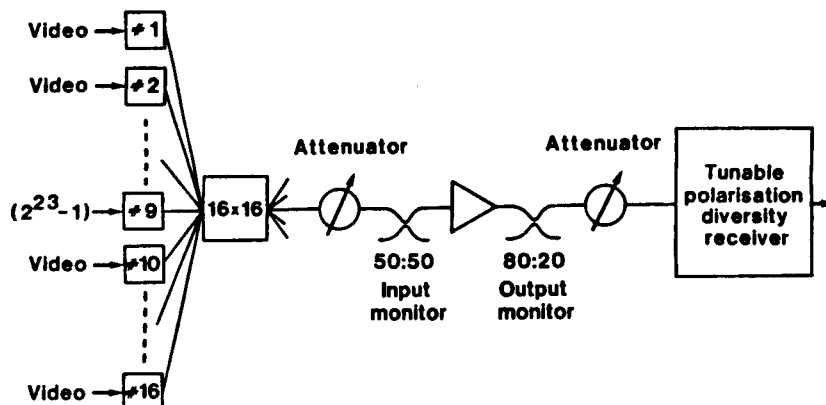 Video #1
Video #2
(2^23-1) #9
Video #10
Video #16
16x16
Attenuator
50:50
Input
monitor
80:20
Output
monitor
Attenuator
Tunable
polarisation
diversity
receiver